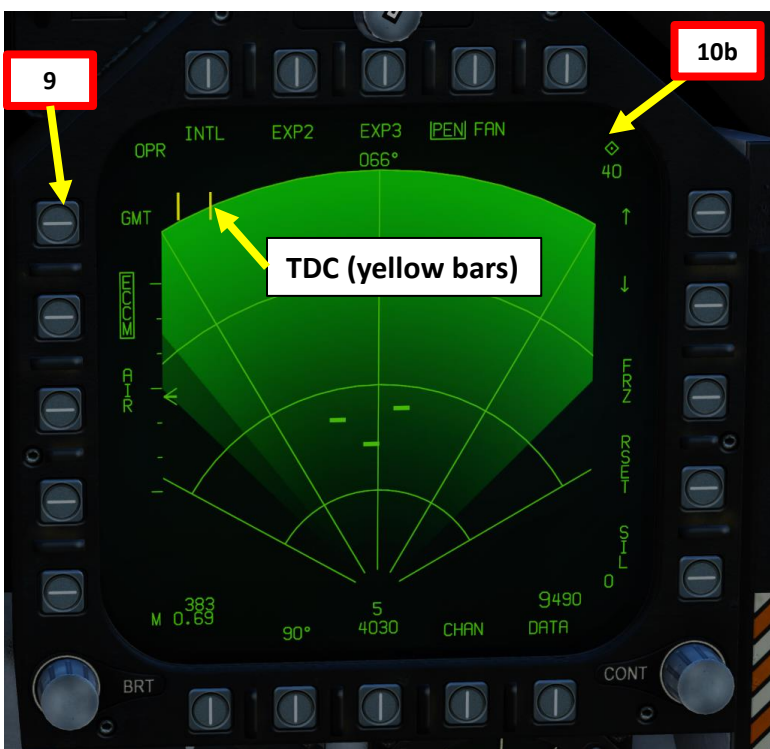 9
10b
OPR
INTL
EXP2
EXP3
PEN
FAN
066°
40
GMT
TDC (yellow bars)
ECCM
AIR
FRZ
RSET
SIL
0
383
M 0.69
90°
5
4030
CHAN
9490
DATA
BRT
CONT